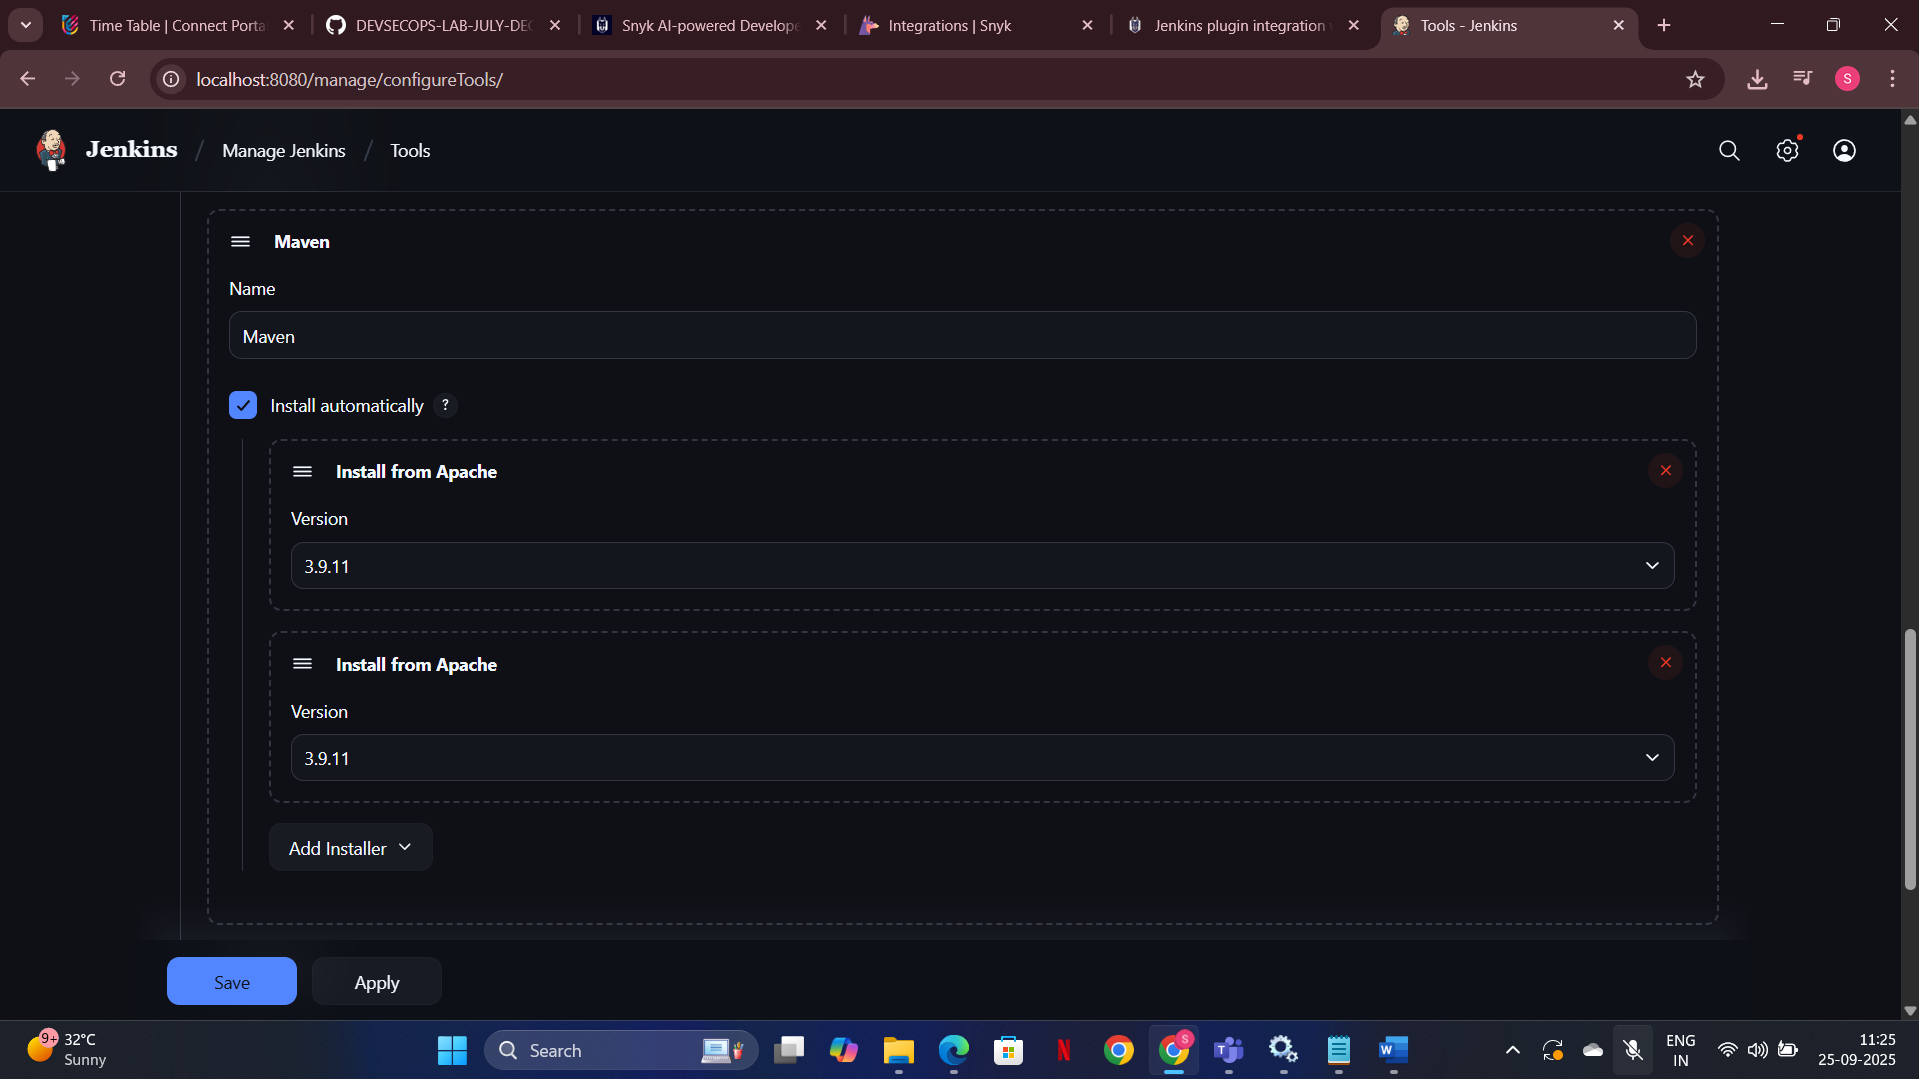 Time Table | Connect Porta
DEVSECOPS-LAB-JULY-DEC
Snyk AI-powered Develope
Integrations | Snyk
Jenkins plugin integration
Tools - Jenkins
localhost:8080/manage/configureTools/
S
Jenkins / Manage Jenkins / Tools
Maven
Name
Maven
Install automatically ?
Install from Apache
Version
3.9.11
Install from Apache
Version
3.9.11
Add Installer
Save
Apply
9+
32°C
Sunny
Search
S
ENG
IN
11:25
25-09-2025